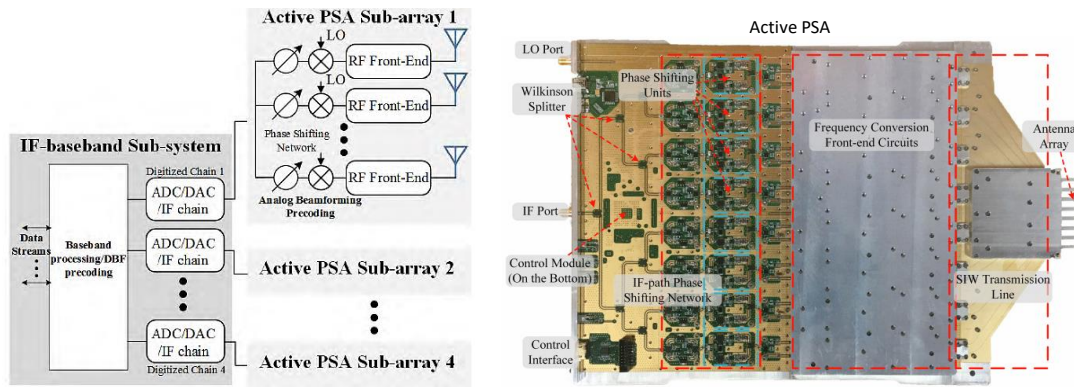 Active PSA Sub-array 1
LO
RF Front-End
LO
RF Front-End
Phase Shifting
Network
RF Front-End
Analog Beamforming
Precoding
IF-baseband Sub-system
Digitized Chain 1
ADC/DAC
/IF chain
Data
Streams
Baseband
processing/DBF
precoding
ADC/DAC
/IF chain
ADC/DAC
/IF chain
Digitized Chain 4
Active PSA Sub-array 2
Active PSA Sub-array 4
Active PSA
LO Port
Wilkinson
Splitter
Phase Shifting
Units
Frequency Conversion
Front-end Circuits
Antenna
Array
IF Port
Control Module
(On the Bottom)
IF-path Phase
Shifting Network
SIW Transmission
Line
Control
Interface